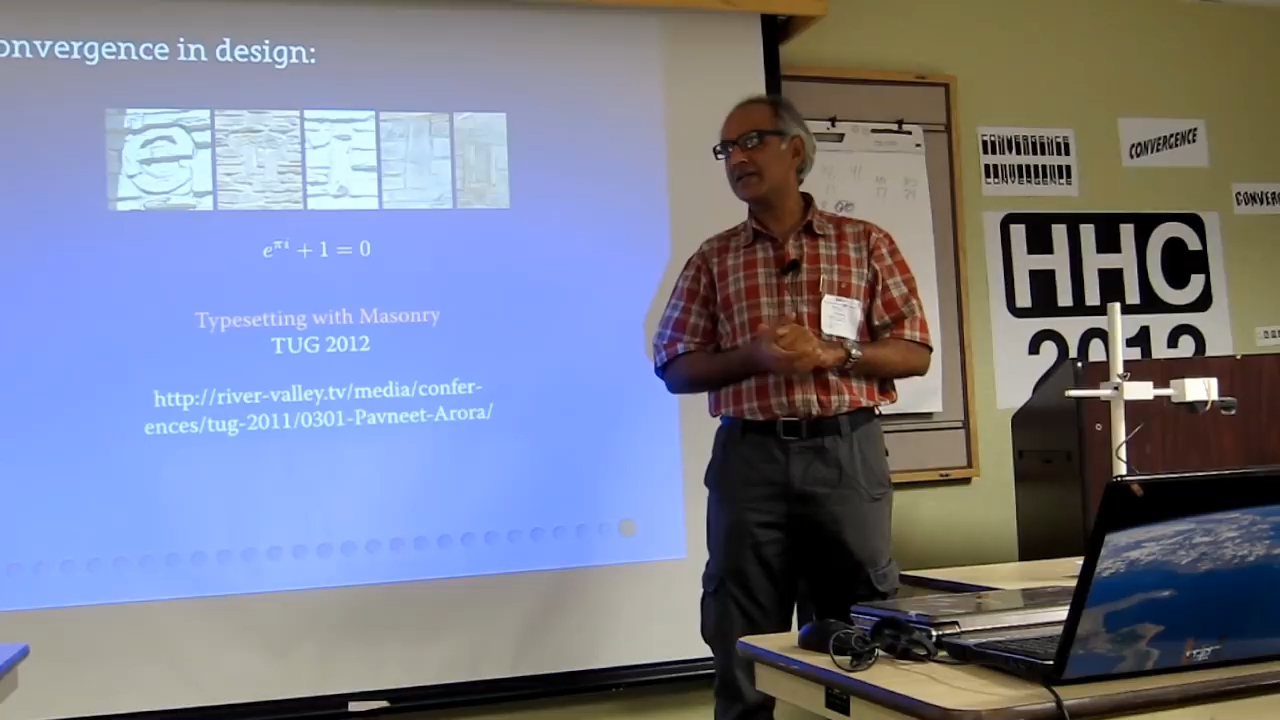 onvergence in design:
e^{πi} + 1 = 0
Typesetting with Masonry
TUG 2012
http://river-valley.tv/media/confer-
ences/tug-2011/0301-Pavneet-Arora/
CONVERGENCE
CONVERGENCE
CONVERGENCE
CONVERG
HHC
2012